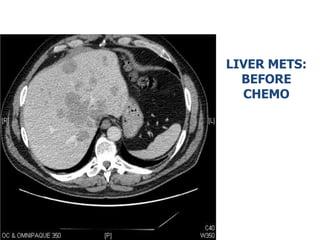 LIVER METS:
BEFORE
CHEMO
[R]
[L]
C40
OC & OMNIPAQUE 350
[P]
W350